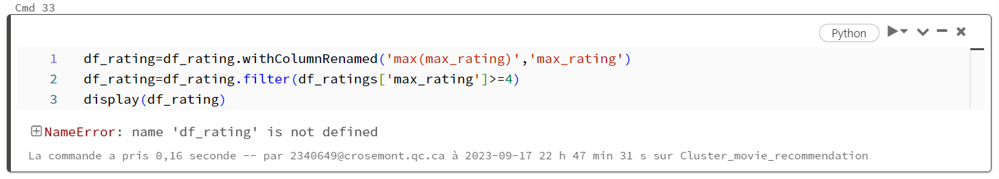 Cmd 33
Python
1 df_rating=df_rating.withColumnRenamed('max(max_rating)','max_rating')
2 df_rating=df_rating.filter(df_ratings['max_rating']>=4)
3 display(df_rating)
NameError: name 'df_rating' is not defined
La commande a pris 0,16 seconde -- par 2340649@crosemont.qc.ca à 2023-09-17 22 h 47 min 31 s sur Cluster_movie_recommendation